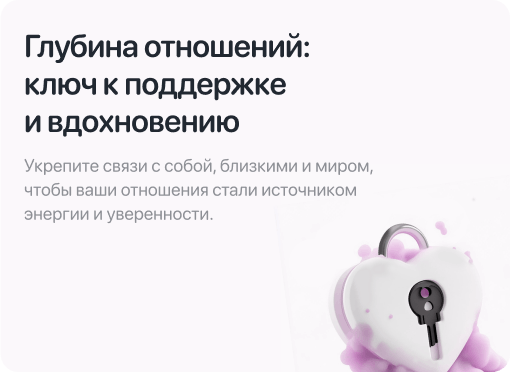 Глубина отношений:
ключ к поддержке
и вдохновению
Укрепите связи с собой, близкими и миром,
чтобы ваши отношения стали источником
энергии и уверенности.